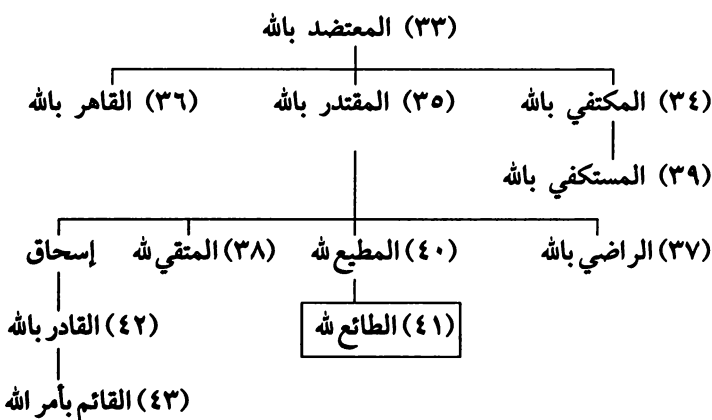 (٣٣) المعتضد بالله
(٣٤) المكتفي بالله (٣٥) المقتدر بالله (٣٦) القاهر بالله
(٣٩) المستكفي بالله
(٣٧) الراضي بالله (٤٠) المطيع لله (٣٨) المتقي لله إسحاق
(٤١) الطائع لله (٤٢) القادر بالله
(٤٣) القائم بأمر الله